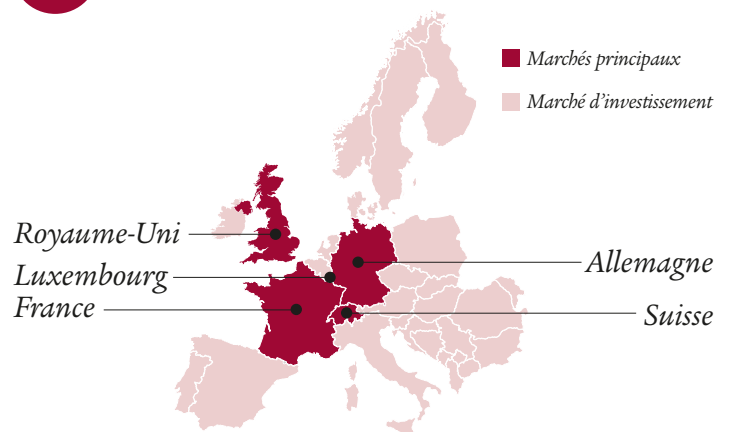 Marchés principaux
Marché d'investissement
Royaume-Uni
Luxembourg
France
Allemagne
Suisse